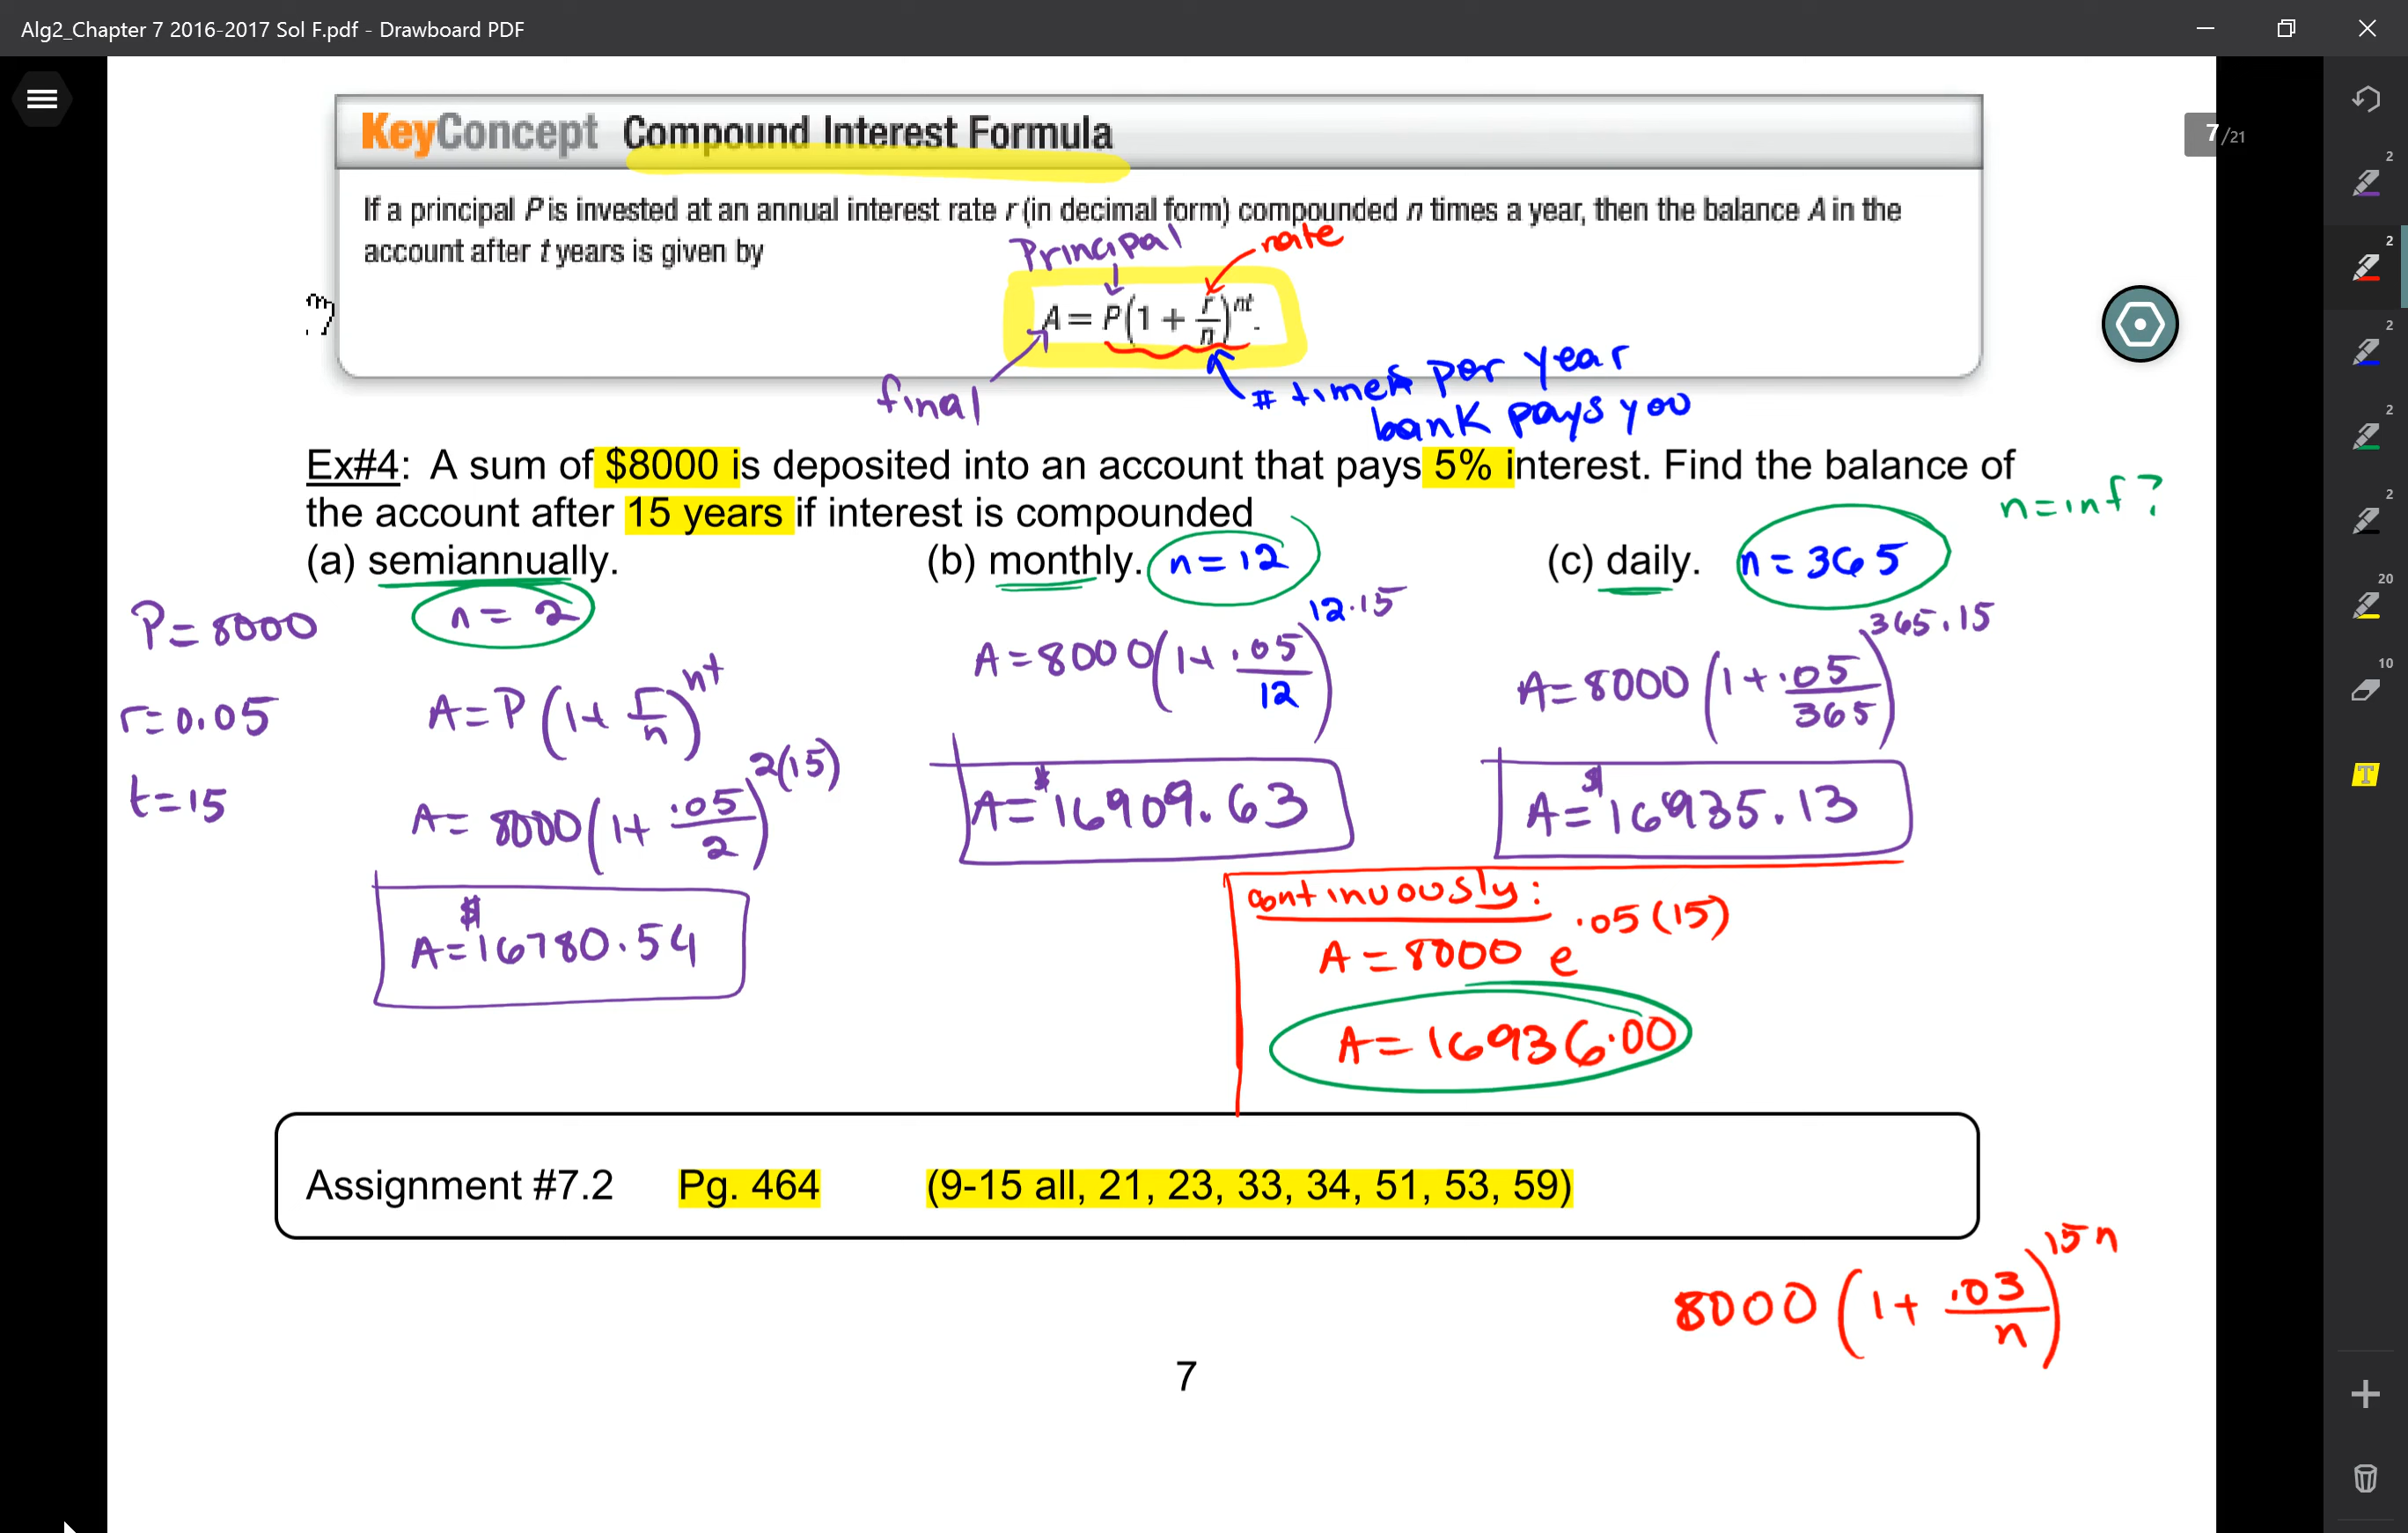 Alg2_Chapter 7 2016-2017 Sol F.pdf - Drawboard PDF
7/21
KeyConcept Compound Interest Formula
If a principal P is invested at an annual interest rate r (in decimal form) compounded n times a year, then the balance A in the
account after t years is given by
Principal
rate
A = P(1 + r/n)^nt.
final
# times per year
bank pays you
Ex#4: A sum of $8000 is deposited into an account that pays 5% interest. Find the balance of
the account after 15 years if interest is compounded
n = inf?
(a) semiannually. (b) monthly. n = 12 (c) daily. n = 365
n = 2
P = 8000
r = 0.05
t = 15
A = P(1 + r/n)^nt
A = 8000(1 + .05/2)^2(15)
A = $16780.54
A = 8000(1 + .05/12)^12·15
A = $16909.63
A = 8000(1 + .05/365)^365·15
A = $16935.13
continuously:
A = 8000 e^.05(15)
A = 16936.00
Assignment #7.2 Pg. 464 (9-15 all, 21, 23, 33, 34, 51, 53, 59)
8000(1 + .03/n)^15n
7
2
2
2
2
2
20
10
T